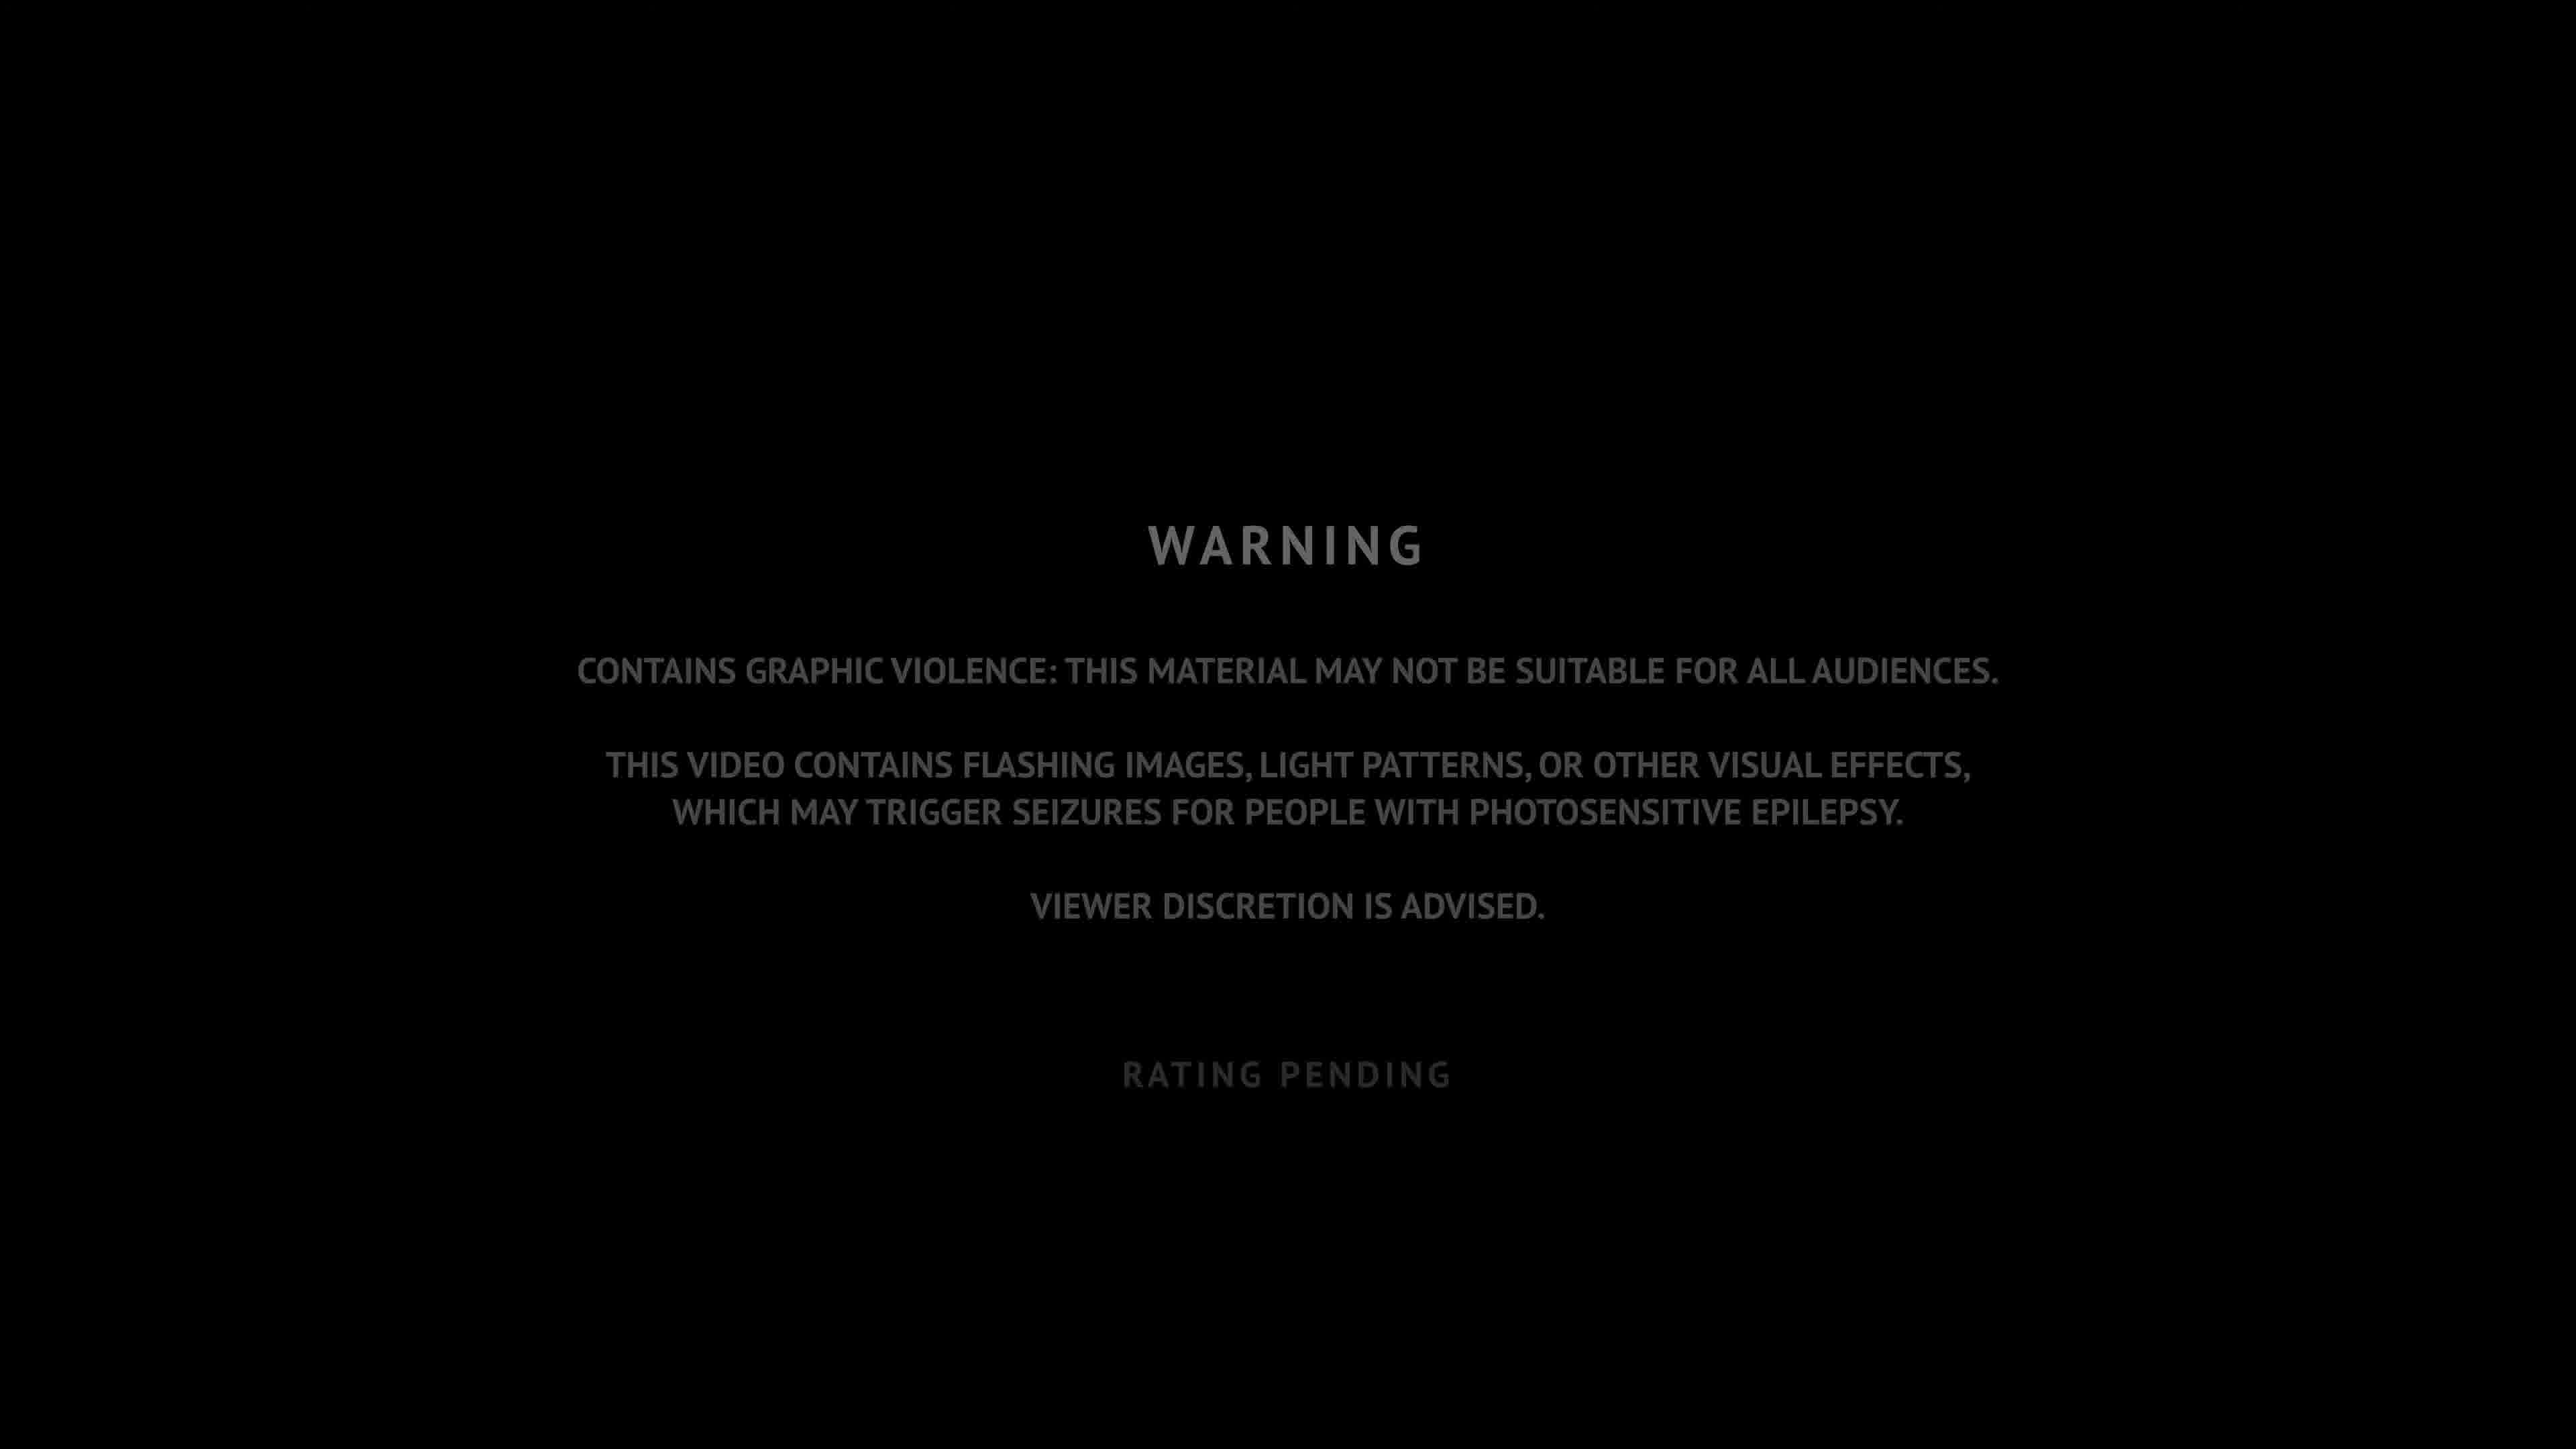 WARNING
CONTAINS GRAPHIC VIOLENCE: THIS MATERIAL MAY NOT BE SUITABLE FOR ALL AUDIENCES.
THIS VIDEO CONTAINS FLASHING IMAGES, LIGHT PATTERNS, OR OTHER VISUAL EFFECTS,
WHICH MAY TRIGGER SEIZURES FOR PEOPLE WITH PHOTOSENSITIVE EPILEPSY.
VIEWER DISCRETION IS ADVISED.
RATING PENDING